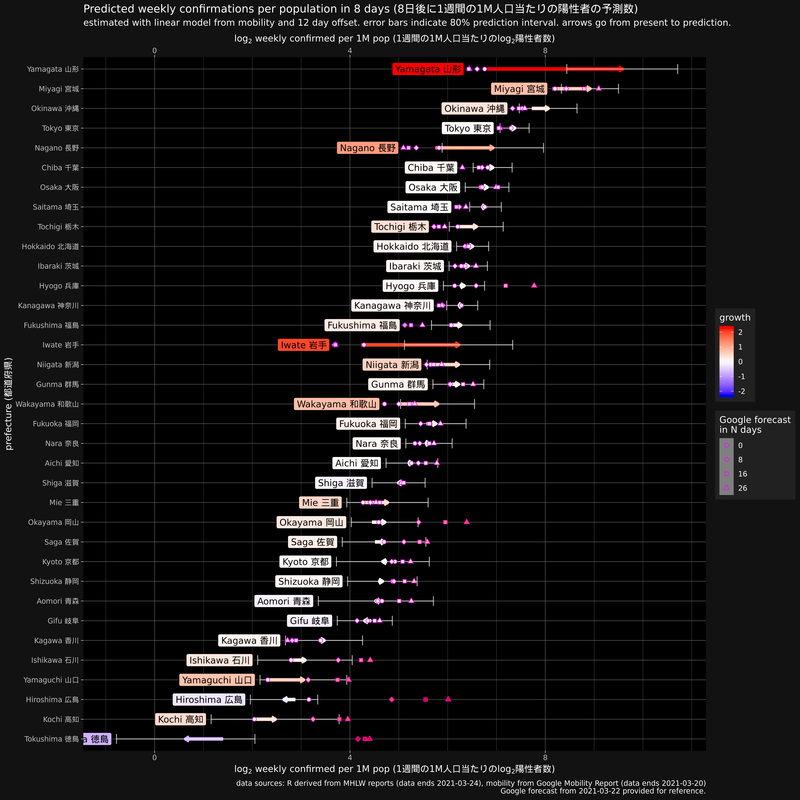 Predicted weekly confirmations per population in 8 days (8日後に1週間の1M人口当たりの陽性者の予測数)
estimated with linear model from mobility and 12 day offset. error bars indicate 80% prediction interval. arrows go from present to prediction.
log2 weekly confirmed per 1M pop (1週間の1M人口当たりのlog2陽性者数)
0 4 8
prefecture (都道府県)
Yamagata 山形 Yamagata 山形
Miyagi 宮城 Miyagi 宮城
Okinawa 沖縄 Okinawa 沖縄
Tokyo 東京 Tokyo 東京
Nagano 長野 Nagano 長野
Chiba 千葉 Chiba 千葉
Osaka 大阪 Osaka 大阪
Saitama 埼玉 Saitama 埼玉
Tochigi 栃木 Tochigi 栃木
Hokkaido 北海道 Hokkaido 北海道
Ibaraki 茨城 Ibaraki 茨城
Hyogo 兵庫 Hyogo 兵庫
Kanagawa 神奈川 Kanagawa 神奈川
Fukushima 福島 Fukushima 福島
Iwate 岩手 Iwate 岩手
Niigata 新潟 Niigata 新潟
Gunma 群馬 Gunma 群馬
Wakayama 和歌山 Wakayama 和歌山
Fukuoka 福岡 Fukuoka 福岡
Nara 奈良 Nara 奈良
Aichi 愛知 Aichi 愛知
Shiga 滋賀 Shiga 滋賀
Mie 三重 Mie 三重
Okayama 岡山 Okayama 岡山
Saga 佐賀 Saga 佐賀
Kyoto 京都 Kyoto 京都
Shizuoka 静岡 Shizuoka 静岡
Aomori 青森 Aomori 青森
Gifu 岐阜 Gifu 岐阜
Kagawa 香川 Kagawa 香川
Ishikawa 石川 Ishikawa 石川
Yamaguchi 山口 Yamaguchi 山口
Hiroshima 広島 Hiroshima 広島
Kochi 高知 Kochi 高知
Tokushima 徳島 a 徳島
0 4 8
log2 weekly confirmed per 1M pop (1週間の1M人口当たりのlog2陽性者数)
growth
2
1
0
-1
-2
Google forecast
in N days
0
8
16
26
data sources: R derived from MHLW reports (data ends 2021-03-24), mobility from Google Mobility Report (data ends 2021-03-20)
Google forecast from 2021-03-22 provided for reference.